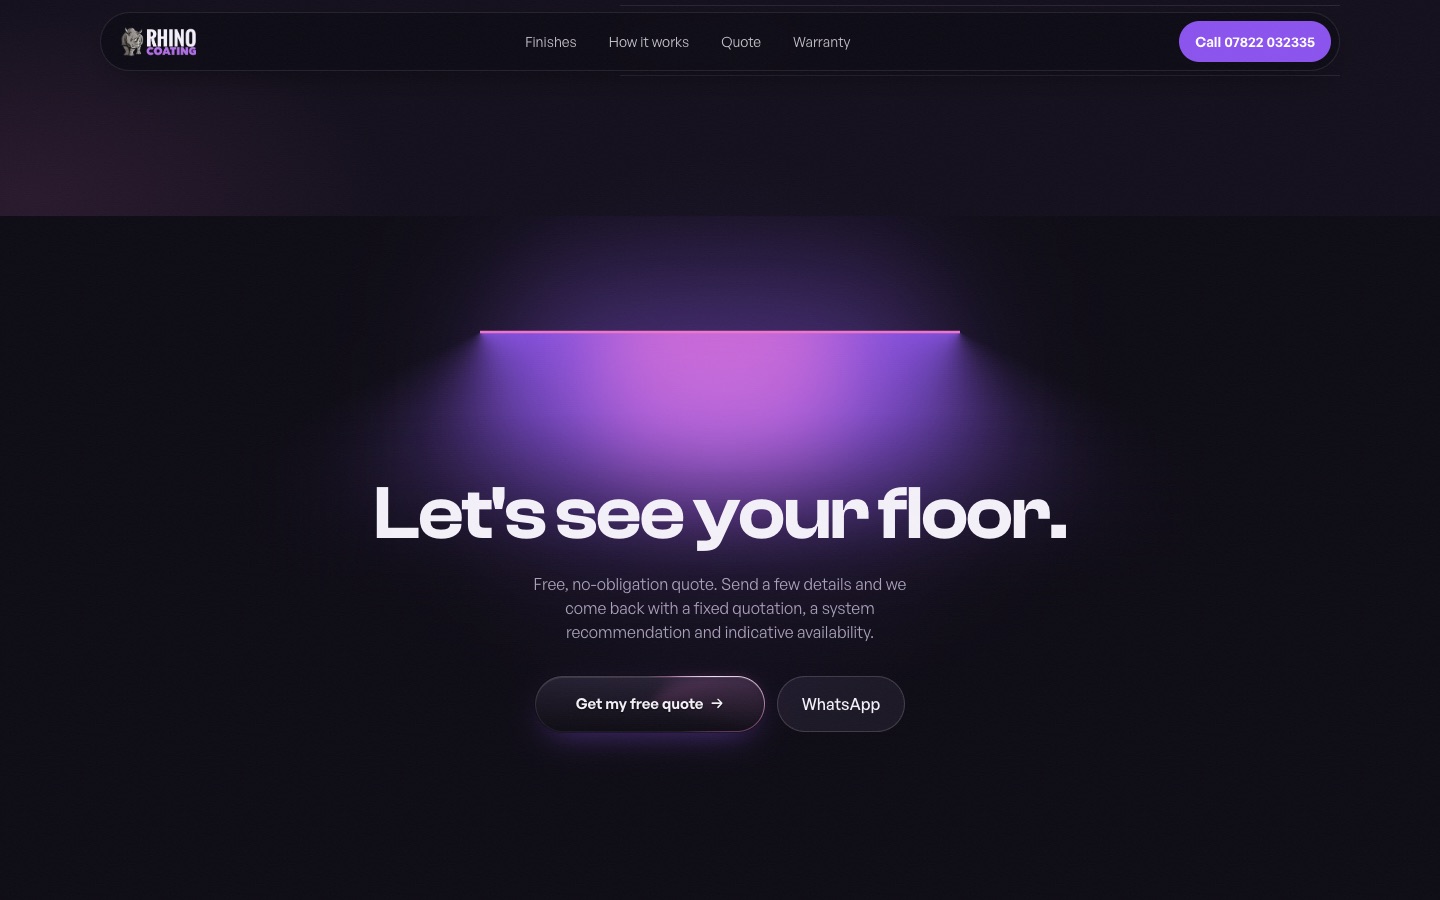 RHINO
COATING
Finishes
How it works
Quote
Warranty
Call 07822 032335
Let's see your floor.
Free, no-obligation quote. Send a few details and we
come back with a fixed quotation, a system
recommendation and indicative availability.
Get my free quote →
WhatsApp